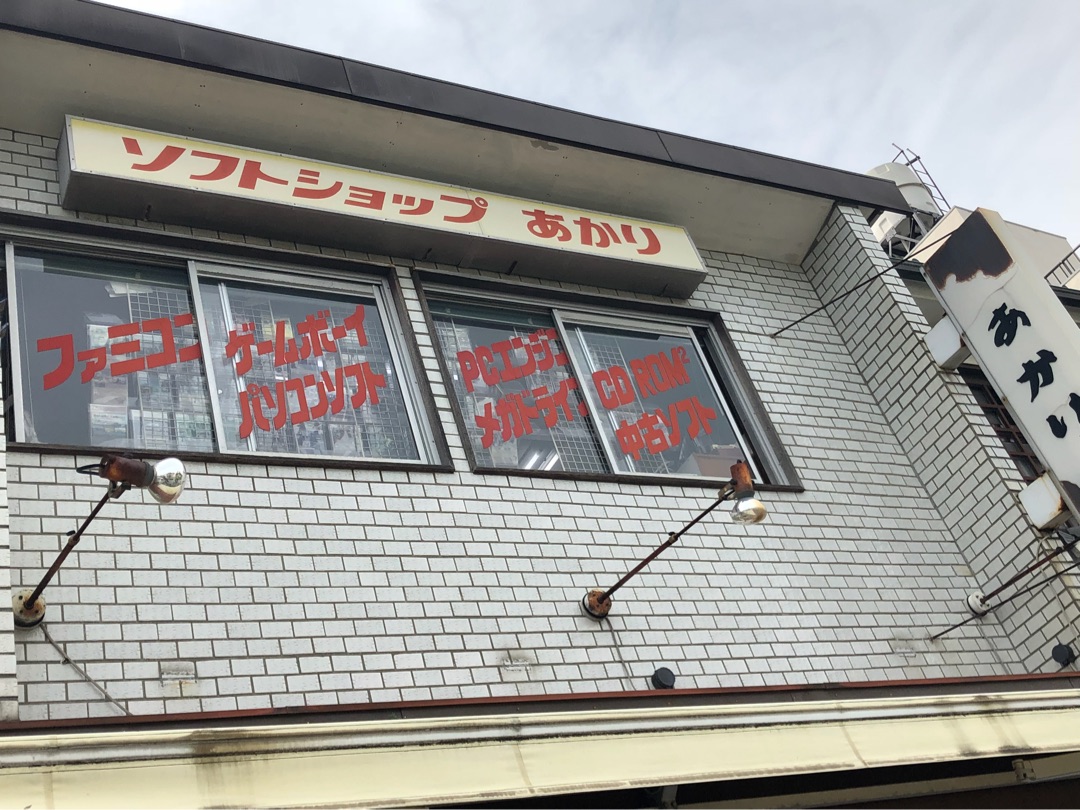 ソフトショップ あかり
ファミコン ゲームボーイ
パソコンソフト
PCエンジン CD ROM²
メガドライブ 中古ソフト
あかり